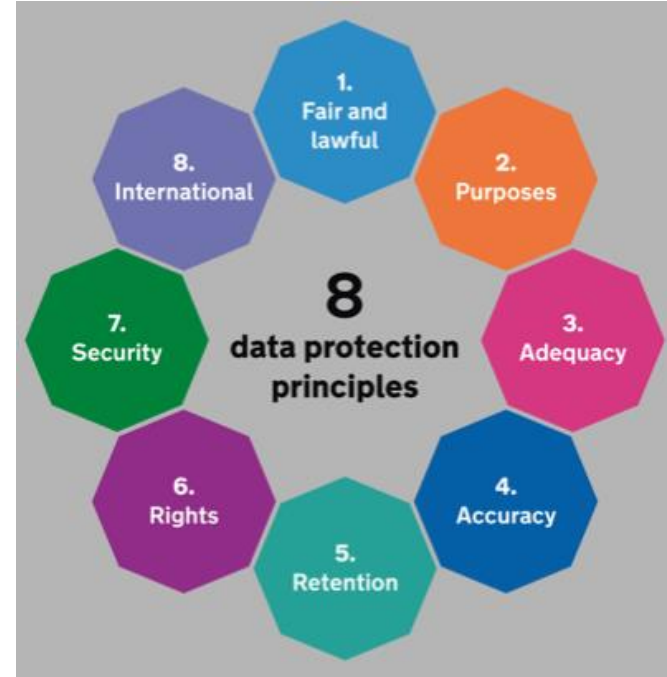 1.
Fair and
lawful
2.
Purposes
3.
Adequacy
4.
Accuracy
5.
Retention
6.
Rights
7.
Security
8.
International
8
data protection
principles